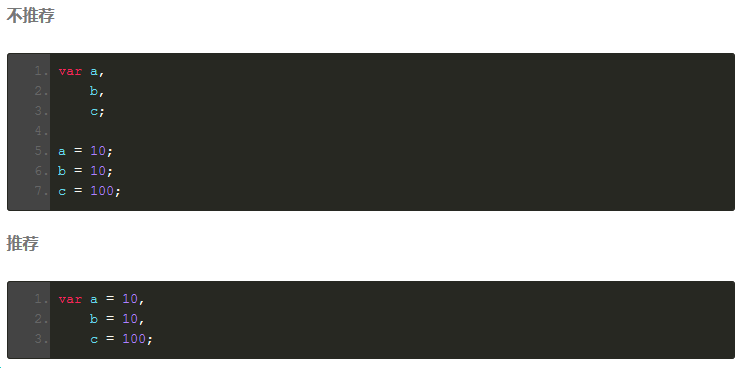 不推荐
1. var a,
2.     b,
3.     c;
4.
5. a = 10;
6. b = 10;
7. c = 100;
推荐
1. var a = 10,
2.     b = 10,
3.     c = 100;